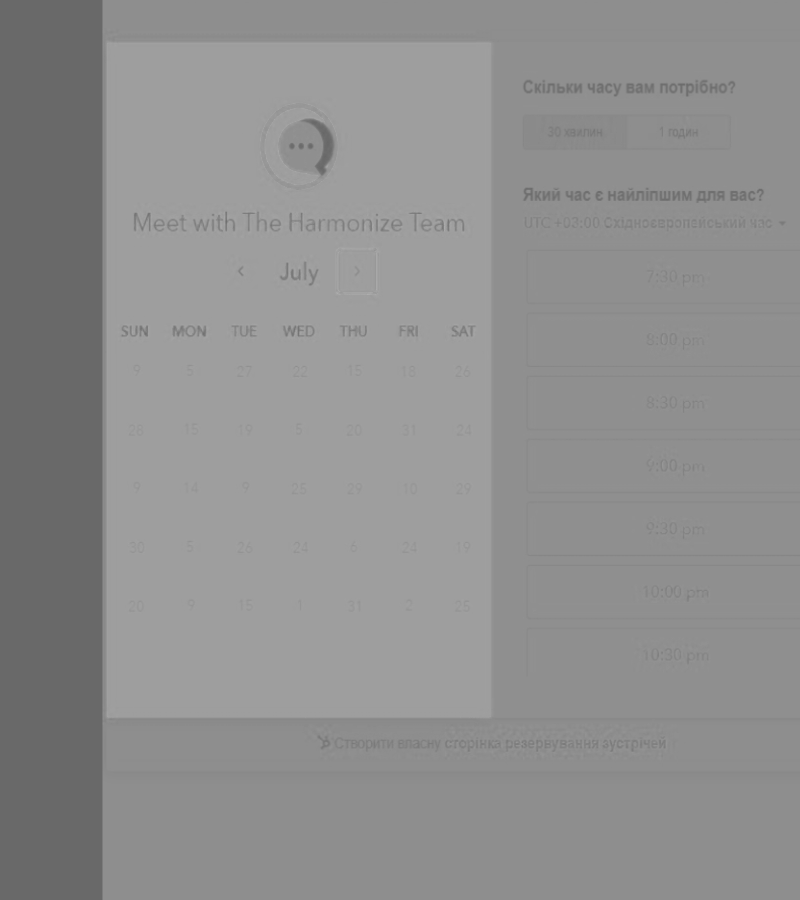 Meet with The Harmonize Team
July
SUN MON TUE WED THU FRI SAT
9 5 27 22 15 18 26
28 15 19 5 20 31 24
9 14 9 25 29 10 29
30 5 26 24 6 24 19
20 9 15 1 31 2 25
Скільки часу вам потрібно?
30 хвилин 1 годин
Який час є найліпшим для вас?
UTC +03:00 Східноєвропейський час
7:30 pm
8:00 pm
8:30 pm
9:00 pm
9:30 pm
10:00 pm
10:30 pm
Створити власну сторінка резервування аустрічей